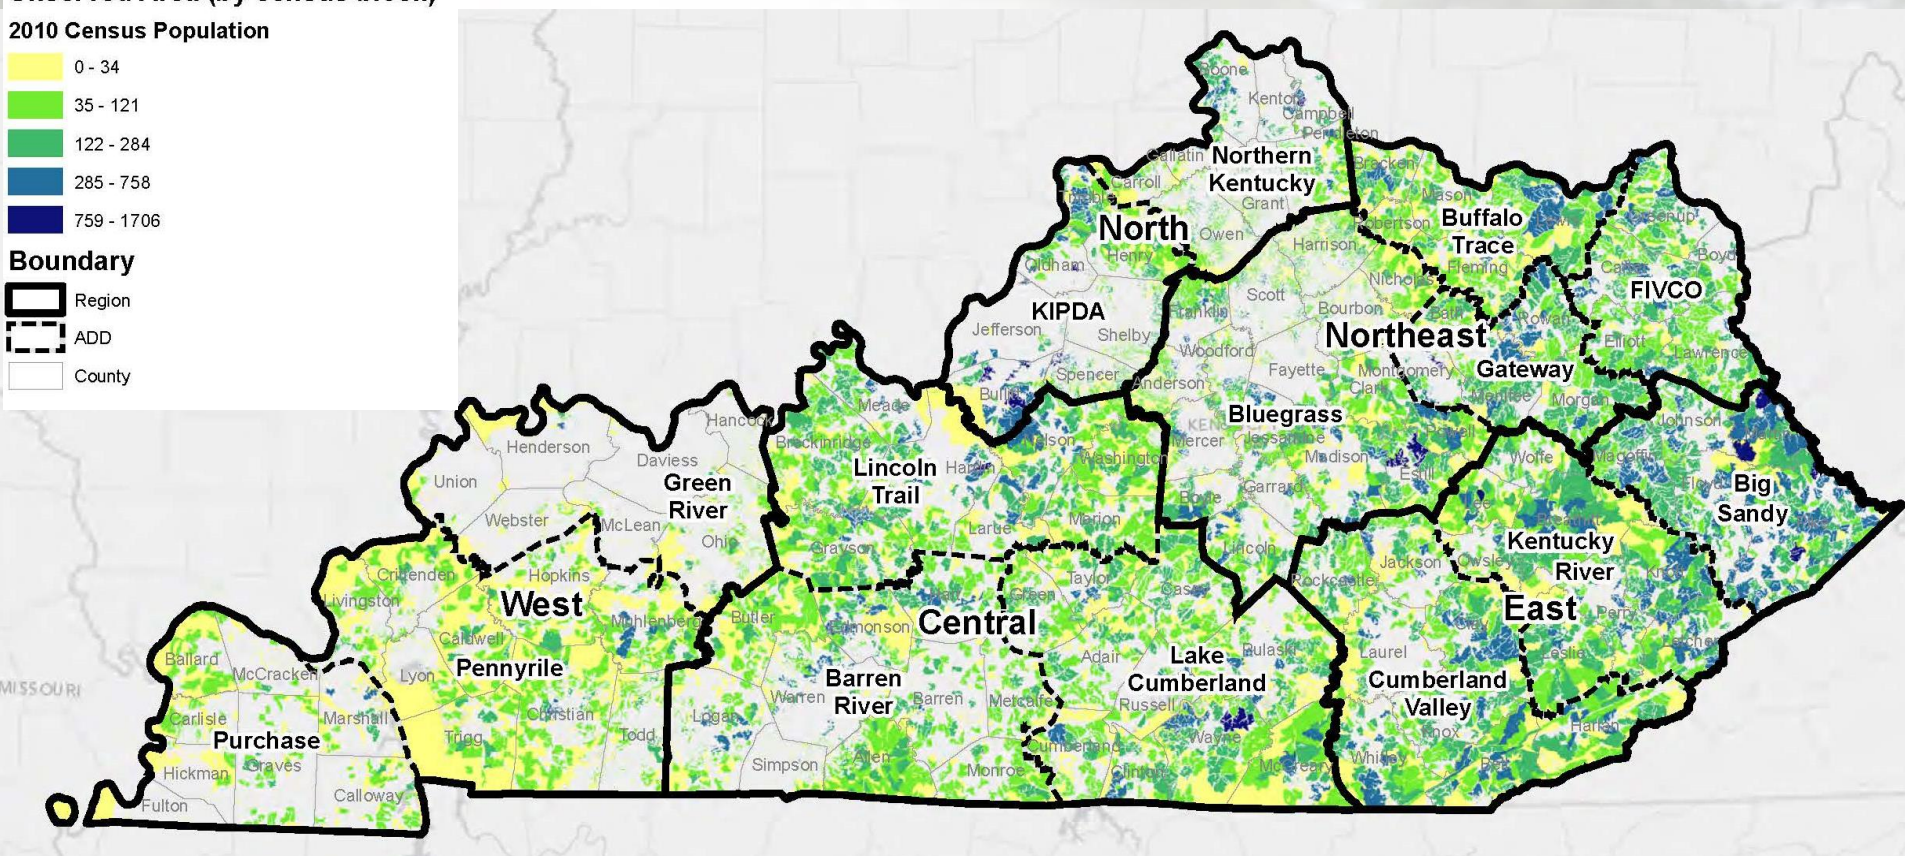 2010 Census Population
0 - 34
35 - 121
122 - 284
285 - 758
759 - 1706
Boundary
Region
ADD
County
Boone
Kenton
Campbell
Pendleton
Gallatin
Northern
Kentucky
Bracken
Carroll
Trimble
Grant
Mason
Lewis
Greenup
North
Owen
Robertson
Buffalo
Trace
Harrison
Henry
Oldham
Fleming
Nicholas
Carter
Boyd
FIVCO
Scott
KIPDA
Franklin
Bourbon
Bath
Rowan
Jefferson
Shelby
Northeast
Elliott
Woodford
Lawrence
Spencer
Fayette
Montgomery
Gateway
Anderson
Clark
Bullitt
Menifee
Morgan
Meade
Bluegrass
Hancock
Johnson
Martin
KEN
Breckinridge
Nelson
Mercer
Jessamine
Powell
Henderson
Washington
Madison
Wolfe
Magoffin
Daviess
Lincoln
Trail
Hardin
Estill
Union
Green
River
Garrard
Floyd
Big
Sandy
Boyle
Lee
Webster
McLean
Larue
Marion
Breathitt
Pike
Ohio
Grayson
Lincoln
Kentucky
River
Crittenden
Hopkins
Taylor
Jackson
Owsley
Rockcastle
Knott
Livingston
West
Hart
Green
Casey
East
Muhlenberg
Butler
Edmonson
Central
Clay
Perry
Caldwell
Ballard
McCracken
Pennyrile
Adair
Lake
Cumberland
Pulaski
Laurel
Leslie
Letcher
Lyon
Barren
River
Cumberland
Valley
MISSOURI
Warren
Barren
Metcalfe
Russell
Carlisle
Marshall
Christian
Logan
Purchase
Trigg
Todd
Cumberland
Wayne
Knox
Harlan
Hickman
Graves
Simpson
Allen
Monroe
Clinton
McCreary
Whitley
Bell
Fulton
Calloway